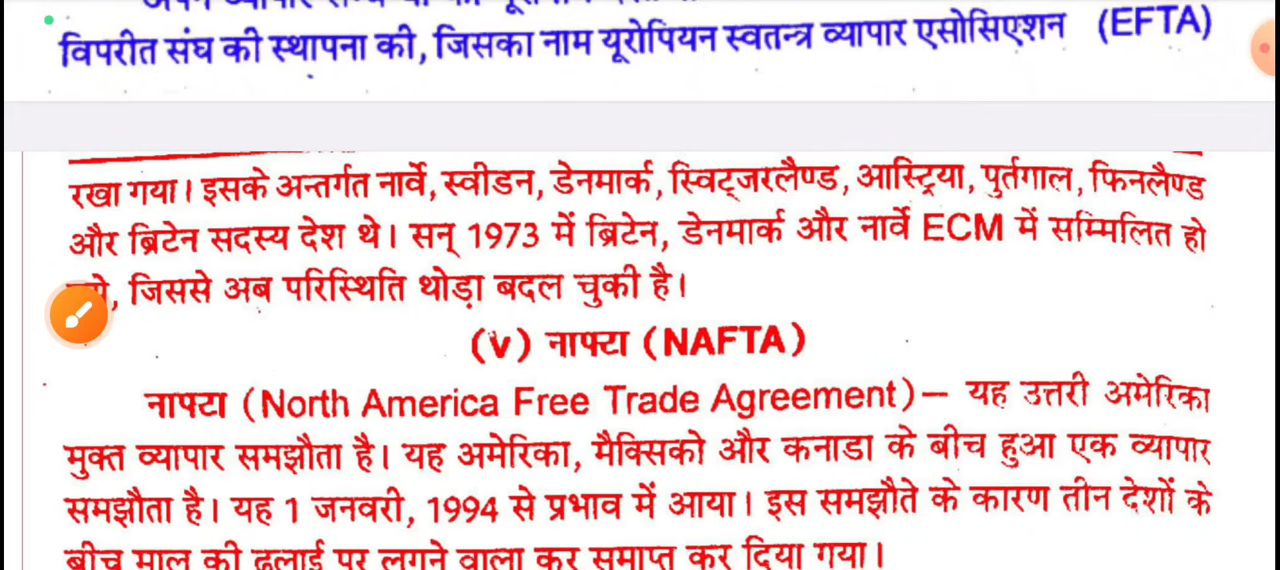 विपरीत संघ की स्थापना की, जिसका नाम यूरोपियन स्वतन्त्र व्यापार एसोसिएशन (EFTA)
रखा गया। इसके अन्तर्गत नार्वे, स्वीडन, डेनमार्क, स्विट्जरलैण्ड, आस्ट्रिया, पुर्तगाल, फिनलैण्ड
और ब्रिटेन सदस्य देश थे। सन् 1973 में ब्रिटेन, डेनमार्क और नार्वे ECM में सम्मिलित हो
, जिससे अब परिस्थिति थोड़ा बदल चुकी है।
(v) नाफ्टा (NAFTA)
नाफ्टा (North America Free Trade Agreement)– यह उत्तरी अमेरिका
मुक्त व्यापार समझौता है। यह अमेरिका, मैक्सिको और कनाडा के बीच हुआ एक व्यापार
समझौता है। यह 1 जनवरी, 1994 से प्रभाव में आया। इस समझौते के कारण तीन देशों के
बीच माल की ढुलाई पर लगने वाला कर समाप्त कर दिया गया।